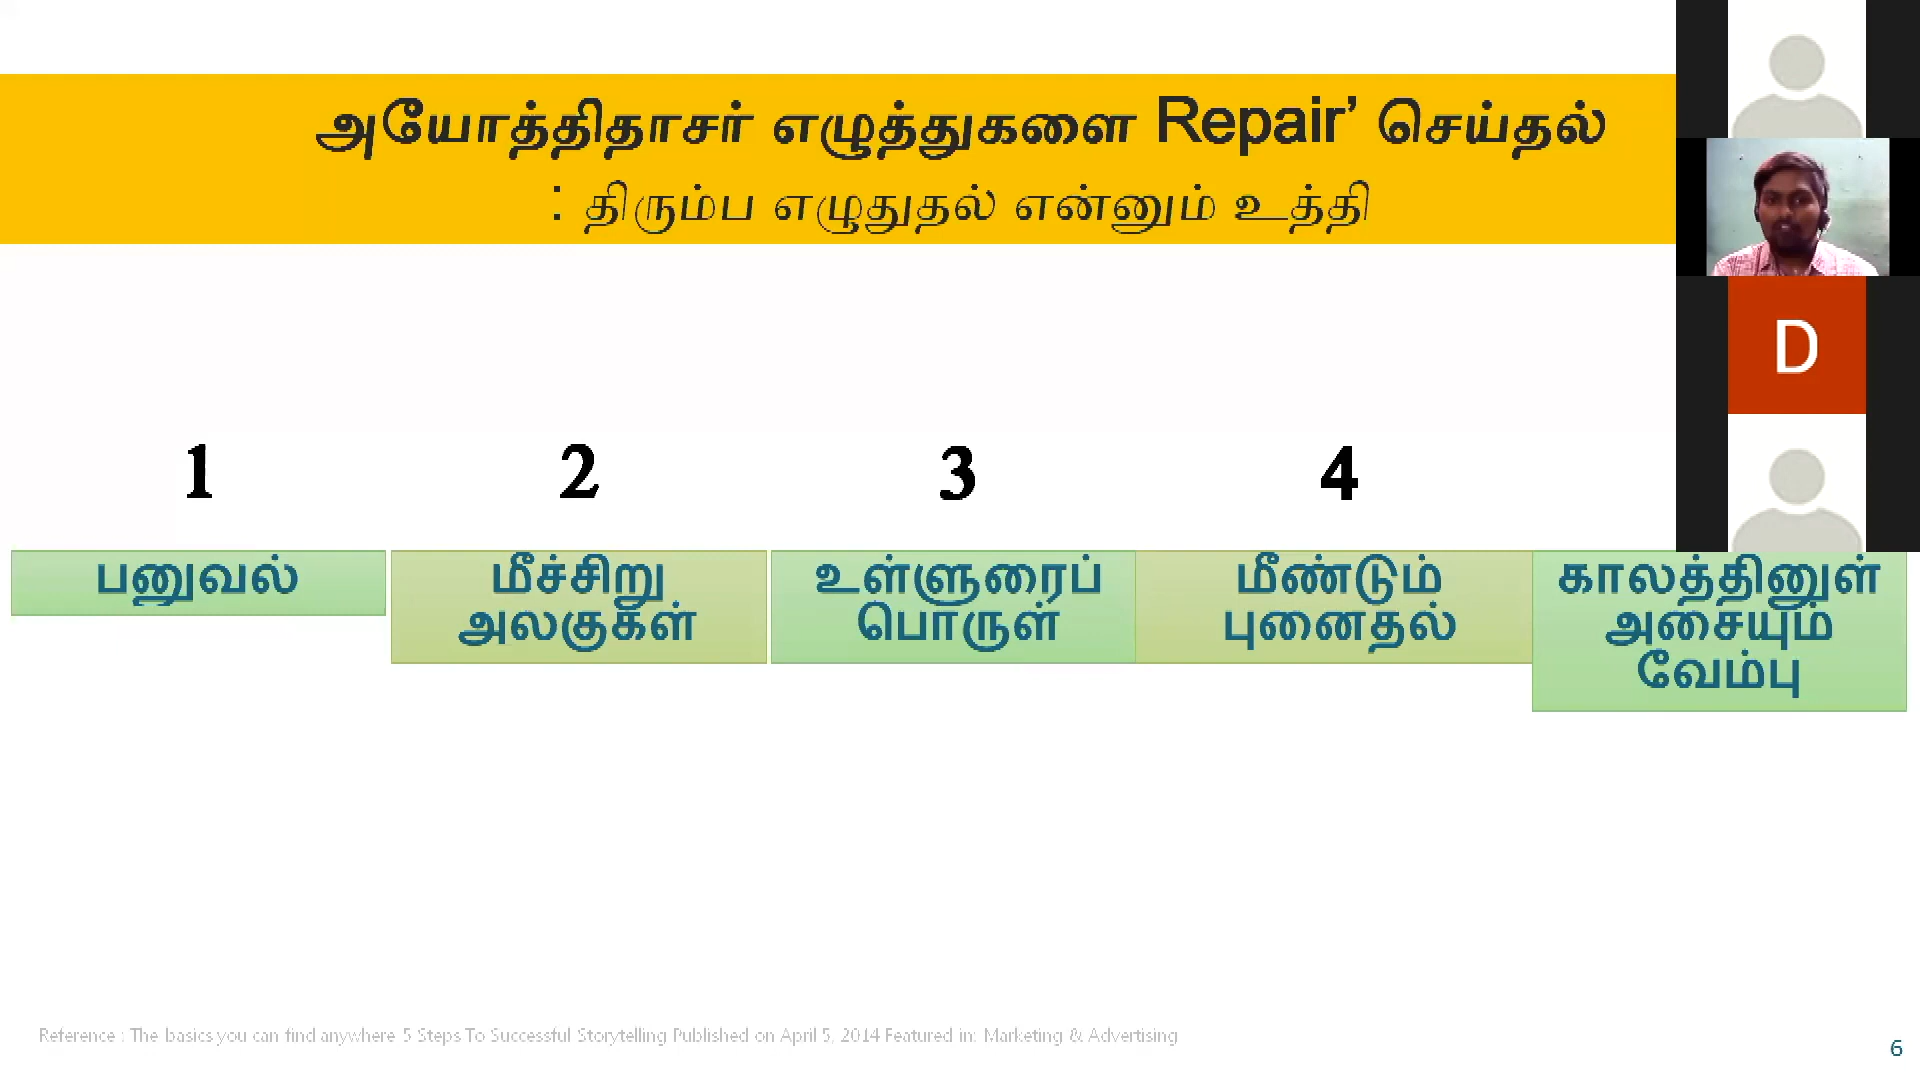 அயோத்திதாசர் எழுத்துகளை Repair’ செய்தல்
: திரும்ப எழுதுதல் என்னும் உத்தி
D
1
2
3
4
பனுவல்
மீச்சிறு
அலகுகள்
உள்ளுரைப்
பொருள்
மீண்டும்
புனைதல்
காலத்தினுள்
அசையும்
வேம்பு
Reference : The basics you can find anywhere 5 Steps To Successful Storytelling Published on April 5, 2014 Featured in: Marketing & Advertising
6